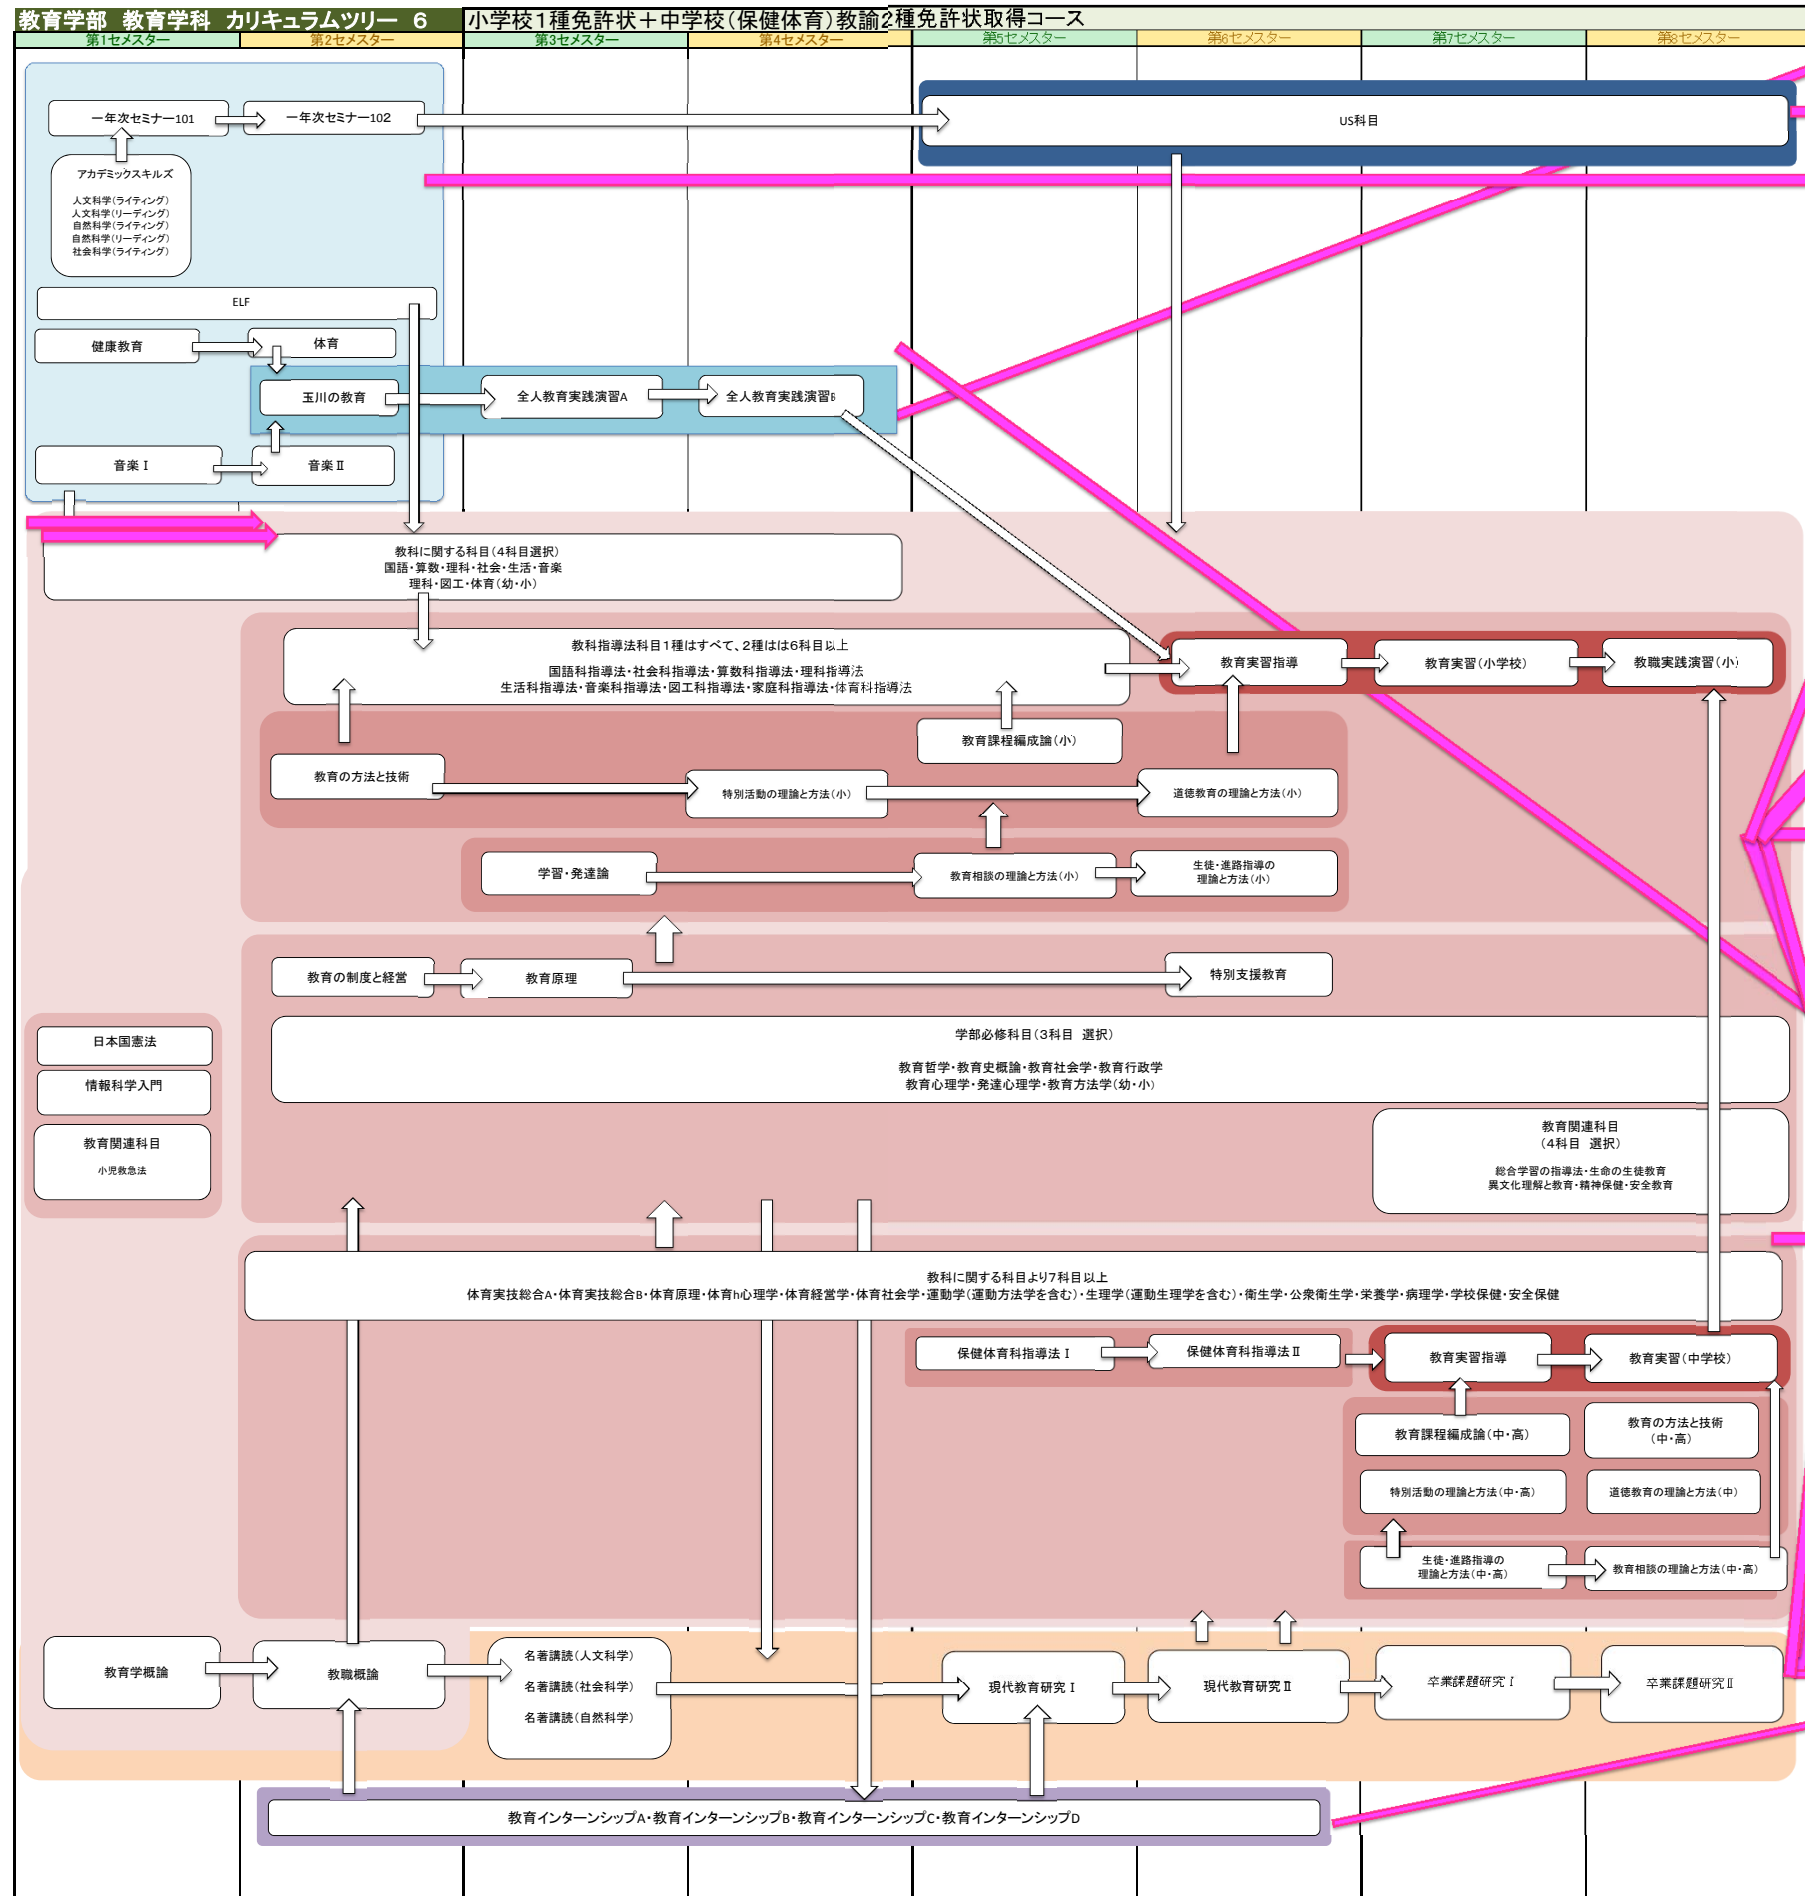 教育学部 教育学科 カリキュラムツリー 6
小学校1種免許状+中学校(保健体育)教諭2種免許状取得コース
第1セメスター
第2セメスター
第3セメスター
第4セメスター
第5セメスター
第6セメスター
第7セメスター
第8セメスター
一年次セミナー101
一年次セミナー102
US科目
アカデミックスキルズ
人文科学(ライティング)
人文科学(リーディング)
自然科学(ライティング)
自然科学(リーディング)
社会科学(ライティング)
ELF
健康教育
体育
玉川の教育
全人教育実践演習A
全人教育実践演習B
音楽Ⅰ
音楽Ⅱ
教科に関する科目(4科目選択)
国語・算数・理科・社会・生活・音楽
理科・図工・体育(幼・小)
教科指導法科目1種はすべて、2種はは6科目以上
国語科指導法・社会科指導法・算数科指導法・理科指導法
生活科指導法・音楽科指導法・図工科指導法・家庭科指導法・体育科指導法
教育実習指導
教育実習(小学校)
教職実践演習(小)
教育課程編成論(小)
教育の方法と技術
特別活動の理論と方法(小)
道徳教育の理論と方法(小)
学習・発達論
教育相談の理論と方法(小)
生徒・進路指導の
理論と方法(小)
教育の制度と経営
教育原理
特別支援教育
学部必修科目(3科目 選択)
教育哲学・教育史概論・教育社会学・教育行政学
教育心理学・発達心理学・教育方法学(幼・小)
日本国憲法
情報科学入門
教育関連科目
小児救急法
教育関連科目
(4科目 選択)
総合学習の指導法・生命の生徒教育
異文化理解と教育・精神保健・安全教育
教科に関する科目より7科目以上
体育実技総合A・体育実技総合B・体育原理・体育h心理学・体育経営学・体育社会学・運動学(運動方法学を含む)・生理学(運動生理学を含む)・衛生学・公衆衛生学・栄養学・病理学・学校保健・安全保健
保健体育科指導法Ⅰ
保健体育科指導法Ⅱ
教育実習指導
教育実習(中学校)
教育課程編成論(中・高)
教育の方法と技術
(中・高)
特別活動の理論と方法(中・高)
道徳教育の理論と方法(中)
生徒・進路指導の
理論と方法(中・高)
教育相談の理論と方法(中・高)
教育学概論
教職概論
名著講読(人文科学)
名著講読(社会科学)
名著講読(自然科学)
現代教育研究Ⅰ
現代教育研究Ⅱ
卒業課題研究Ⅰ
卒業課題研究Ⅱ
教育インターンシップA・教育インターンシップB・教育インターンシップC・教育インターンシップD